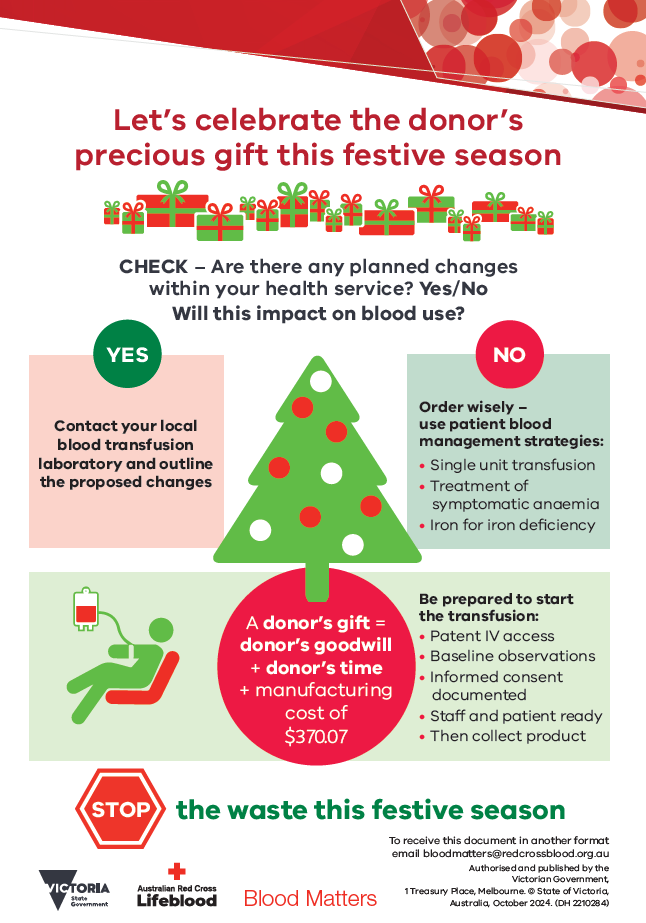 Let's celebrate the donor's
precious gift this festive season
CHECK – Are there any planned changes
within your health service? Yes/No
Will this impact on blood use?
YES
Contact your local
blood transfusion
laboratory and outline
the proposed changes
NO
Order wisely –
use patient blood
management strategies:
• Single unit transfusion
• Treatment of
symptomatic anaemia
• Iron for iron deficiency
A donor's gift =
donor's goodwill
+ donor's time
+ manufacturing
cost of
$370.07
Be prepared to start
the transfusion:
• Patent IV access
• Baseline observations
• Informed consent
documented
• Staff and patient ready
• Then collect product
STOP the waste this festive season
To receive this document in another format
email bloodmatters@redcrossblood.org.au
Authorised and published by the
Victorian Government,
1 Treasury Place, Melbourne. © State of Victoria,
Australia, October 2024. (DH 2210284)
VICTORIA
State
Government
Australian Red Cross
Lifeblood
Blood Matters